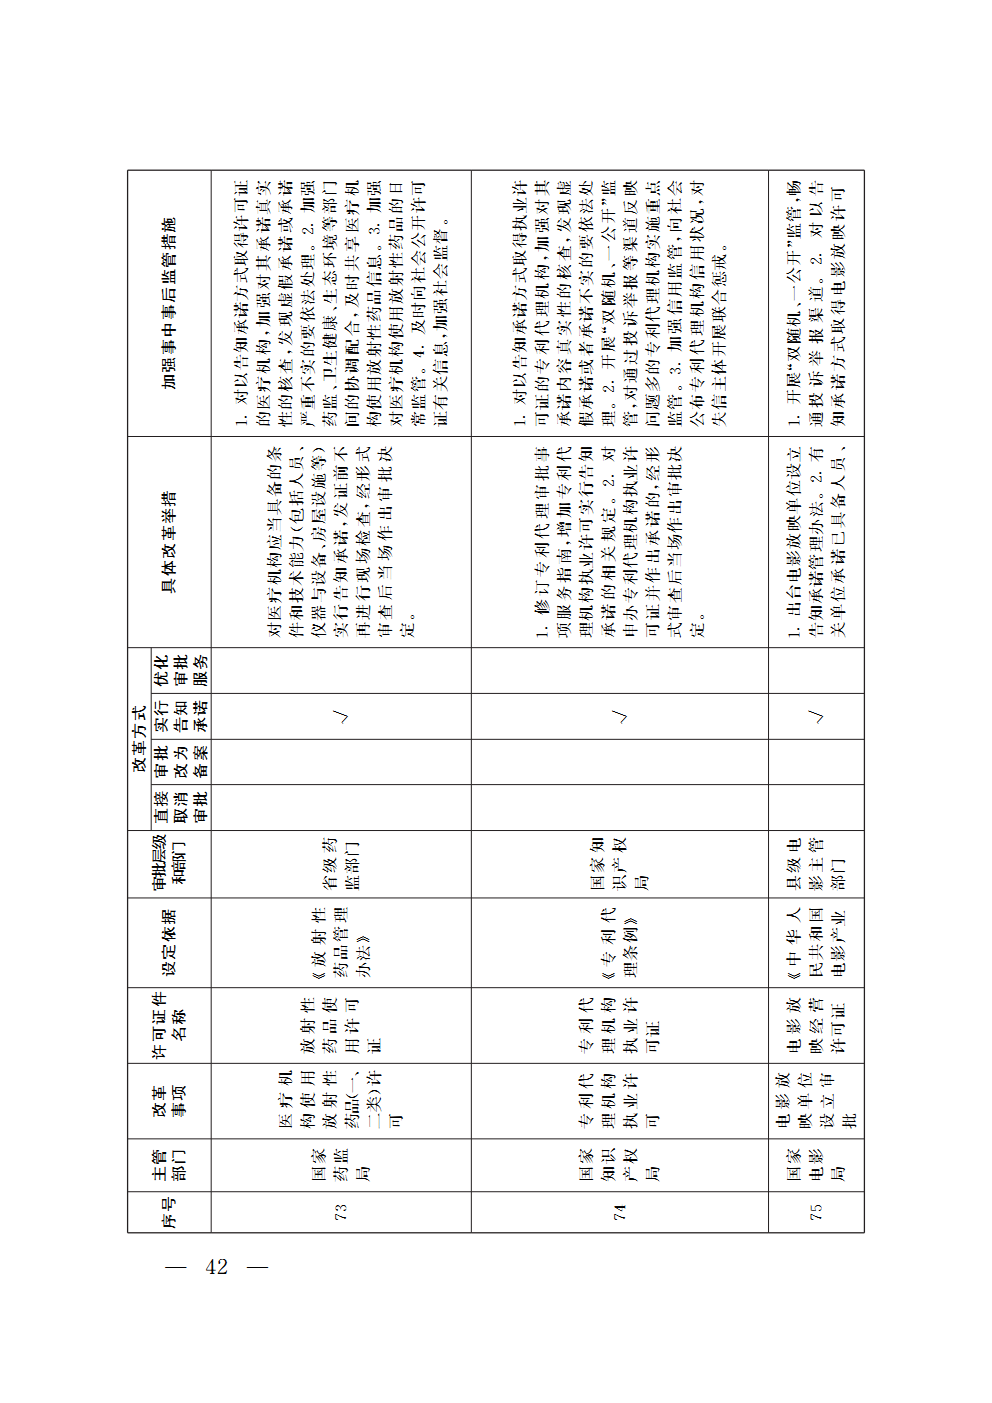 序号
主管
部门
改革
事项
许可证件
名称
设定依据
审批层级
和部门
改革方式
直接
取消
审批
审批
改为
备案
实行
告知
承诺
优化
审批
服务
具体改革举措
加强事中事后监管措施
73
国家
药监
局
医疗机
构使用
放射性
药品(一、
二类)许
可
放射性
药品使
用许可
证
《放射性
药品管理
办法》
省级药
监部门
√
对医疗机构应当具备的条
件和技术能力(包括人员、
仪器与设备、房屋设施等)
实行告知承诺,发证前不
再进行现场检查,经形式
审查后当场作出审批决
定。
1. 对以告知承诺方式取得许可证
的医疗机构,加强对其承诺真实
性的核查,发现虚假承诺或承诺
严重不实的要依法处理。2. 加强
药监、卫生健康、生态环境等部门
间的协调配合,及时共享医疗机
构使用放射性药品信息。3. 加强
对医疗机构使用放射性药品的日
常监管。4. 及时向社会公开许可
证有关信息,加强社会监督。
74
国家
知识
产权
局
专利代
理机构
执业许
可
专利代
理机构
执业许
可证
《专利代
理条例》
国家知
识产权
局
√
1. 修订专利代理审批事
项服务指南,增加专利代
理机构执业许可实行告知
承诺的相关规定。2. 对
申办专利代理机构执业许
可证并作出承诺的,经形
式审查后当场作出审批决
定。
1. 对以告知承诺方式取得执业许
可证的专利代理机构,加强对其
承诺内容真实性的核查,发现虚
假承诺或者承诺不实的要依法处
理。2. 开展“双随机、一公开”监
管,对通过投诉举报等渠道反映
问题多的专利代理机构实施重点
监管。3. 加强信用监管,向社会
公布专利代理机构信用状况,对
失信主体开展联合惩戒。
75
国家
电影
局
电影放
映单位
设立审
批
电影放
映经营
许可证
《中华人
民共和国
电影产业
县级电
影主管
部门
√
1. 出台电影放映单位设立
告知承诺管理办法。2. 有
关单位承诺已具备人员、
1. 开展“双随机、一公开”监管,畅
通投诉举报渠道。2. 对以告
知承诺方式取得电影放映许可
— 42 —